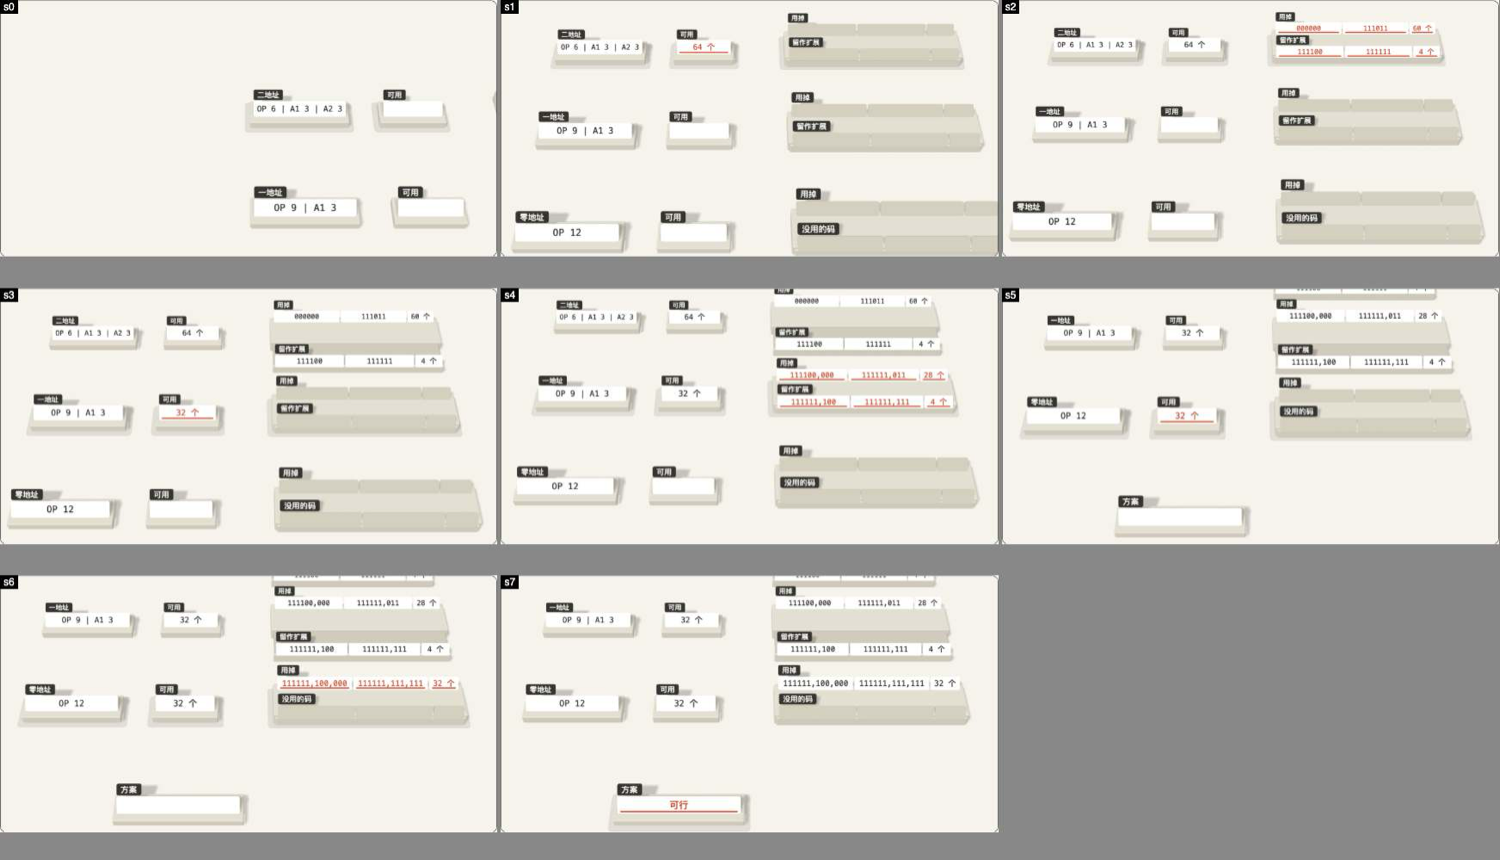 s0
二地址
OP 6 | A1 3 | A2 3
可用
一地址
OP 9 | A1 3
可用
s1
二地址
OP 6 | A1 3 | A2 3
可用
64 个
用掉
留作扩展
一地址
OP 9 | A1 3
可用
用掉
留作扩展
零地址
OP 12
可用
用掉
没用的码
s2
二地址
OP 6 | A1 3 | A2 3
可用
64 个
用掉
000000 111011 60 个
留作扩展
111100 111111 4 个
一地址
OP 9 | A1 3
可用
用掉
留作扩展
零地址
OP 12
可用
用掉
没用的码
s3
二地址
OP 6 | A1 3 | A2 3
可用
64 个
用掉
000000 111011 60 个
留作扩展
111100 111111 4 个
一地址
OP 9 | A1 3
可用
32 个
用掉
留作扩展
零地址
OP 12
可用
用掉
没用的码
s4
二地址
OP 6 | A1 3 | A2 3
可用
64 个
用掉
000000 111011 60 个
留作扩展
111100 111111 4 个
一地址
OP 9 | A1 3
可用
32 个
用掉
111100,000 111111,011 28 个
留作扩展
111111,100 111111,111 4 个
零地址
OP 12
可用
用掉
没用的码
s5
一地址
OP 9 | A1 3
可用
32 个
用掉
111100,000 111111,011 28 个
留作扩展
111111,100 111111,111 4 个
零地址
OP 12
可用
32 个
用掉
没用的码
方案
s6
一地址
OP 9 | A1 3
可用
32 个
用掉
111100,000 111111,011 28 个
留作扩展
111111,100 111111,111 4 个
零地址
OP 12
可用
32 个
用掉
111111,100,000 111111,111,111 32 个
没用的码
方案
s7
一地址
OP 9 | A1 3
可用
32 个
用掉
111100,000 111111,011 28 个
留作扩展
111111,100 111111,111 4 个
零地址
OP 12
可用
32 个
用掉
111111,100,000 111111,111,111 32 个
没用的码
方案
可行